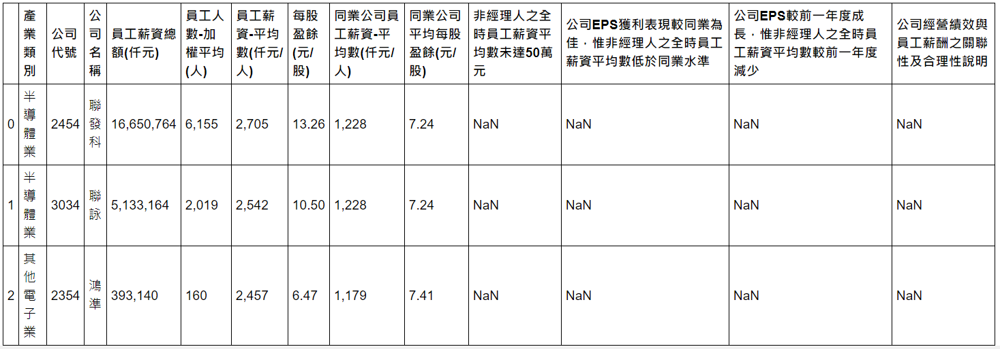 產業類別
公司代號
公司名稱
員工薪資總額(仟元)
員工人數-加權平均(人)
員工薪資-平均數(仟元/人)
每股盈餘(元/股)
同業公司員工薪資-平均數(仟元/人)
同業公司平均每股盈餘(元/股)
非經理人之全時員工薪資平均數未達50萬元
公司EPS獲利表現較同業為佳，惟非經理人之全時員工薪資平均數低於同業水準
公司EPS較前一年度成長，惟非經理人之全時員工薪資平均數較前一年度減少
公司經營績效與員工薪酬之關聯性及合理性說明
0 半導體業 2454 聯發科 16,650,764 6,155 2,705 13.26 1,228 7.24 NaN NaN NaN NaN
1 半導體業 3034 聯詠 5,133,164 2,019 2,542 10.50 1,228 7.24 NaN NaN NaN NaN
2 其他電子業 2354 鴻準 393,140 160 2,457 6.47 1,179 7.41 NaN NaN NaN NaN